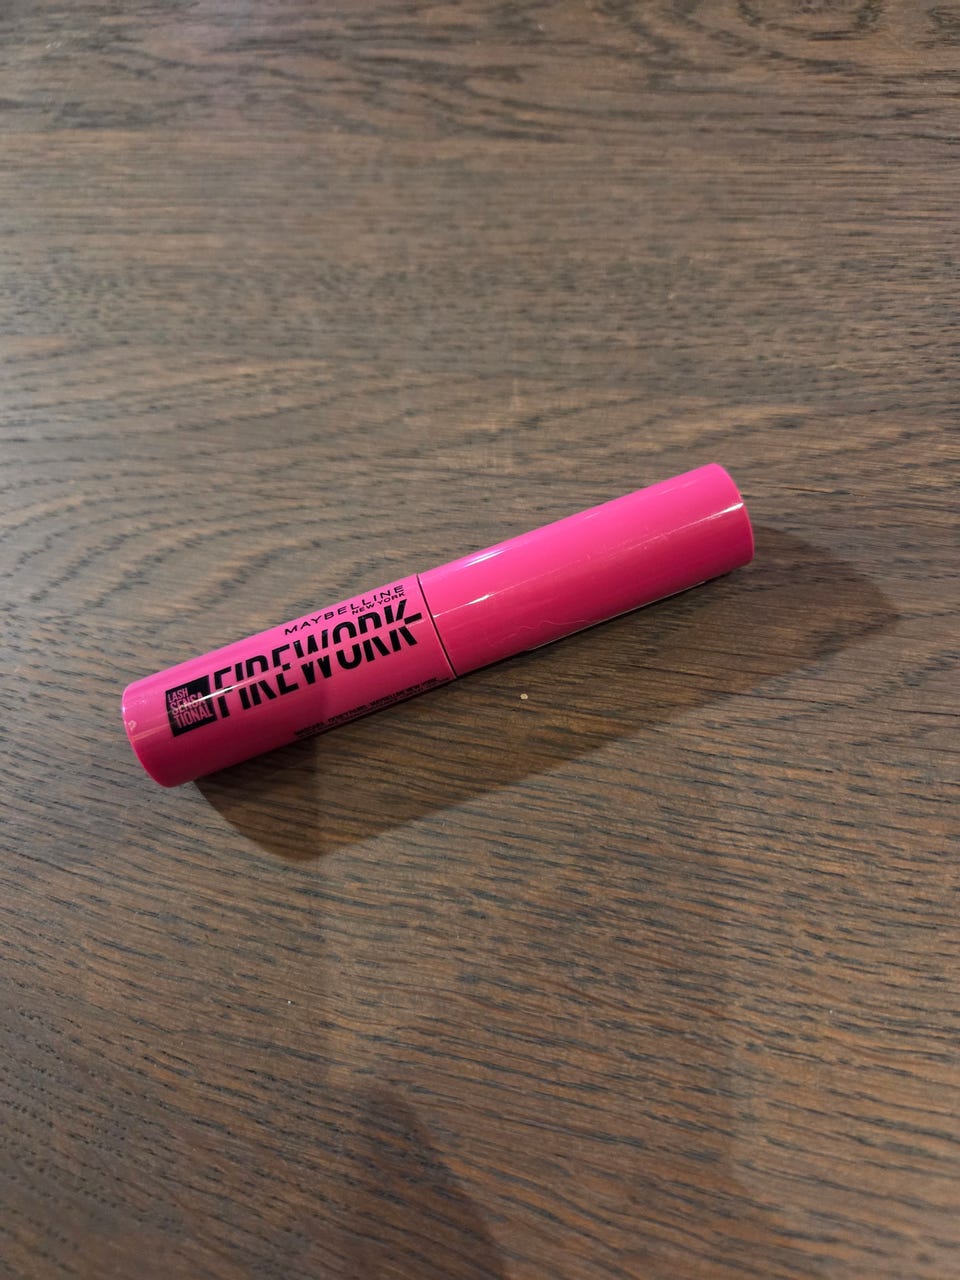 MAYBELLINE
NEW YORK
FIREWORK
LASH
SENSA
TIONAL